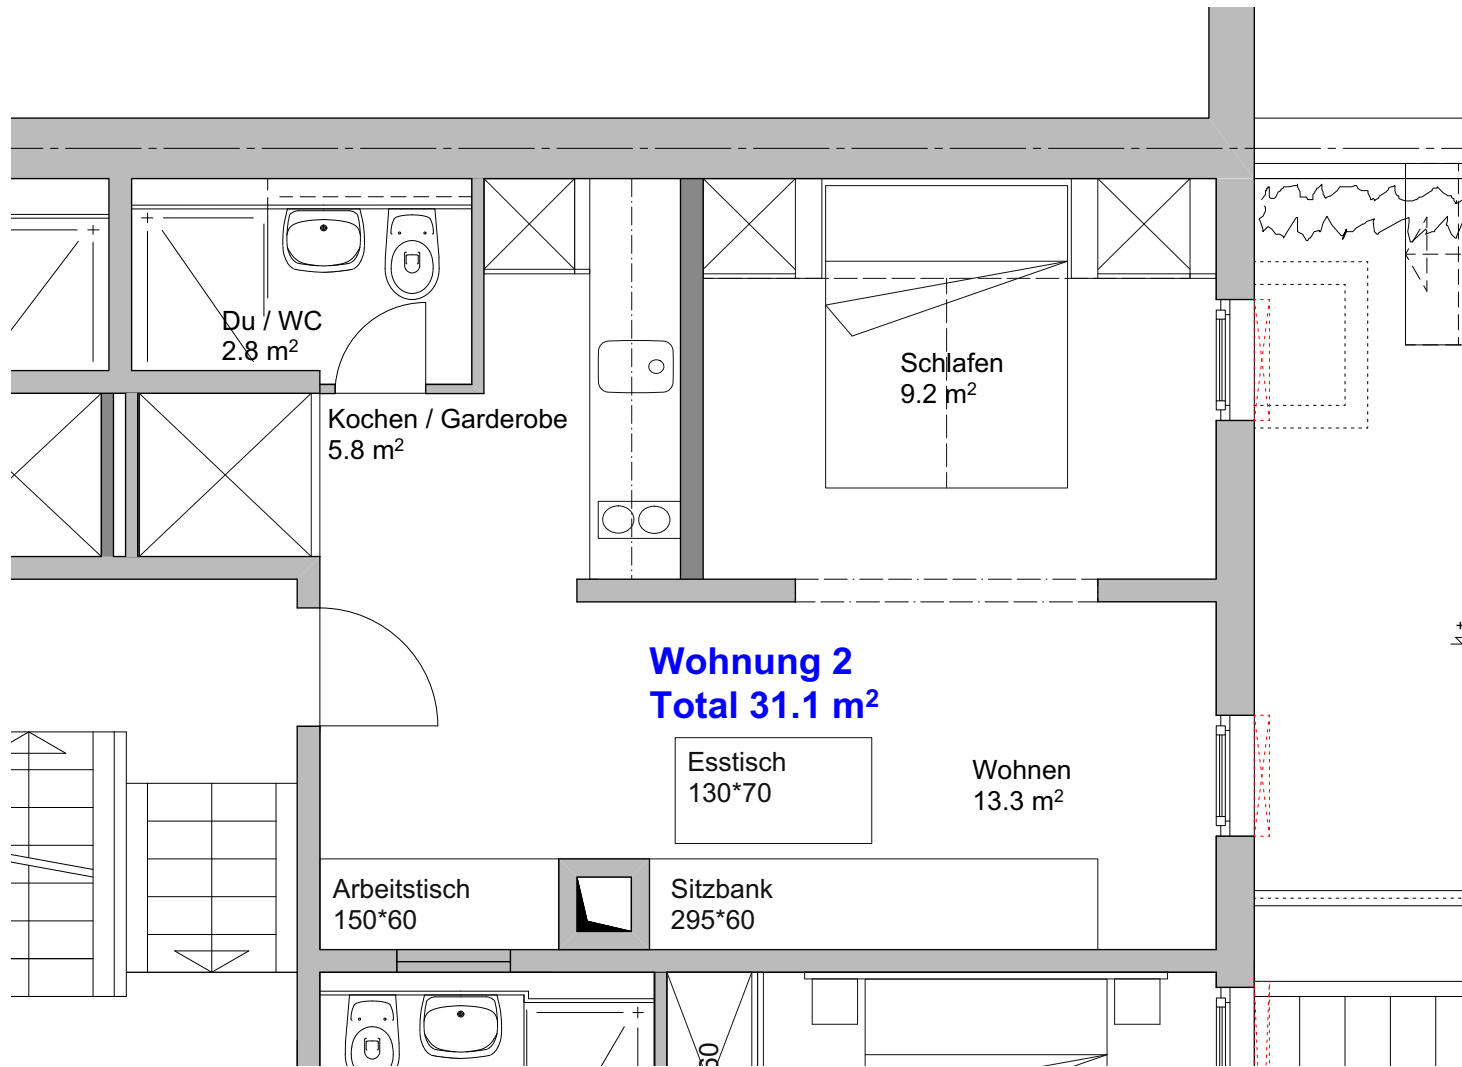 Du / WC
2.8 m²
Kochen / Garderobe
5.8 m²
Schlafen
9.2 m²
Wohnung 2
Total 31.1 m²
Esstisch
130*70
Wohnen
13.3 m²
Arbeitstisch
150*60
Sitzbank
295*60
60